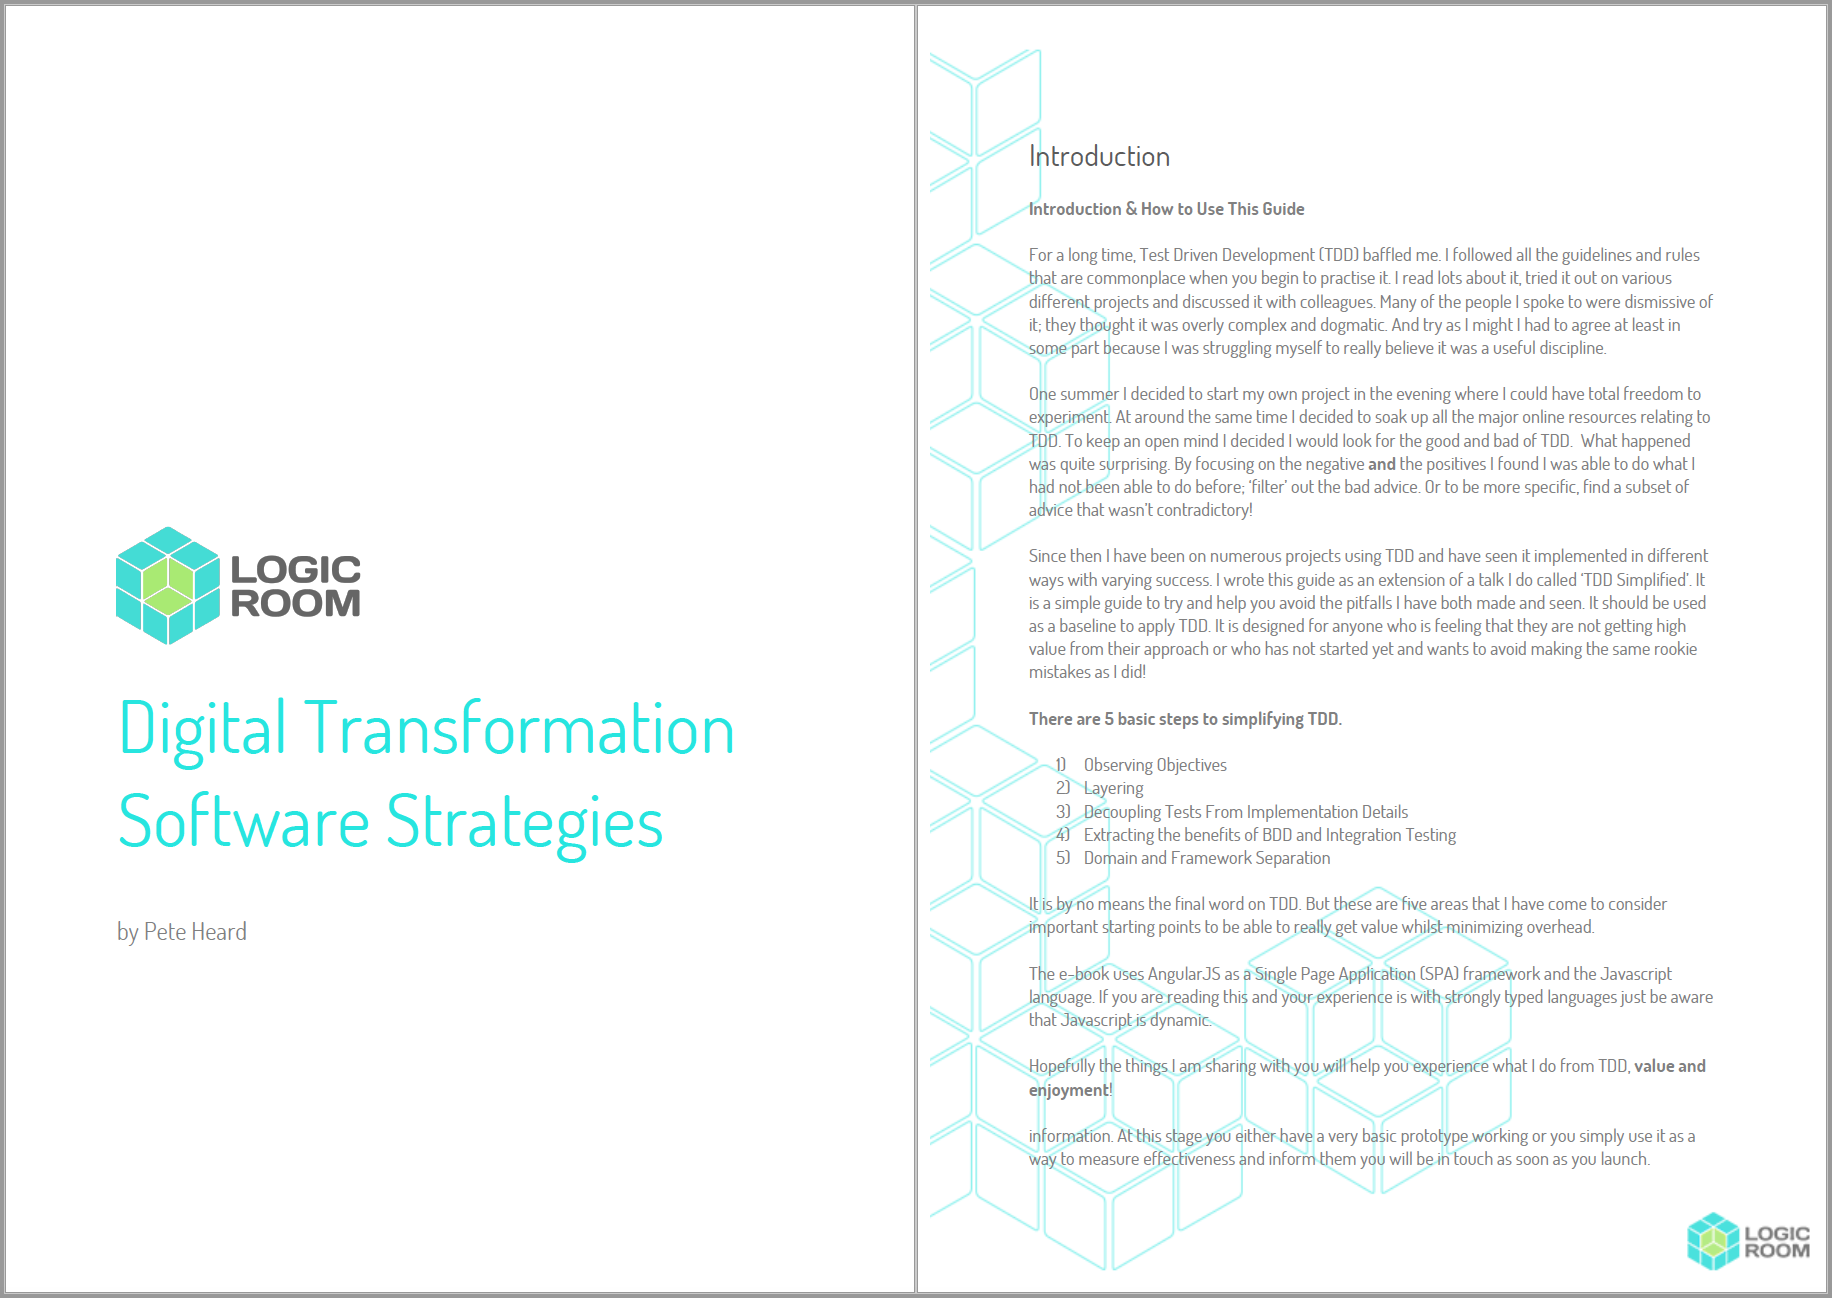 LOGIC
ROOM
Digital Transformation
Software Strategies
by Pete Heard
Introduction
Introduction & How to Use This Guide
For a long time, Test Driven Development (TDD) baffled me. I followed all the guidelines and rules
that are commonplace when you begin to practise it. I read lots about it, tried it out on various
different projects and discussed it with colleagues. Many of the people I spoke to were dismissive of
it; they thought it was overly complex and dogmatic. And try as I might I had to agree at least in
some part because I was struggling myself to really believe it was a useful discipline.
One summer I decided to start my own project in the evening where I could have total freedom to
experiment. At around the same time I decided to soak up all the major online resources relating to
TDD. To keep an open mind I decided I would look for the good and bad of TDD.  What happened
was quite surprising. By focusing on the negative and the positives I found I was able to do what I
had not been able to do before; ‘filter’ out the bad advice. Or to be more specific, find a subset of
advice that wasn’t contradictory!
Since then I have been on numerous projects using TDD and have seen it implemented in different
ways with varying success. I wrote this guide as an extension of a talk I do called ‘TDD Simplified’. It
is a simple guide to try and help you avoid the pitfalls I have both made and seen. It should be used
as a baseline to apply TDD. It is designed for anyone who is feeling that they are not getting high
value from their approach or who has not started yet and wants to avoid making the same rookie
mistakes as I did!
There are 5 basic steps to simplifying TDD.
1) Observing Objectives
2) Layering
3) Decoupling Tests From Implementation Details
4) Extracting the benefits of BDD and Integration Testing
5) Domain and Framework Separation
It is by no means the final word on TDD. But these are five areas that I have come to consider
important starting points to be able to really get value whilst minimizing overhead.
The e-book uses AngularJS as a Single Page Application (SPA) framework and the Javascript
language. If you are reading this and your experience is with strongly typed languages just be aware
that Javascript is dynamic.
Hopefully the things I am sharing with you will help you experience what I do from TDD, value and
enjoyment!
information. At this stage you either have a very basic prototype working or you simply use it as a
way to measure effectiveness and inform them you will be in touch as soon as you launch.
LOGIC
ROOM